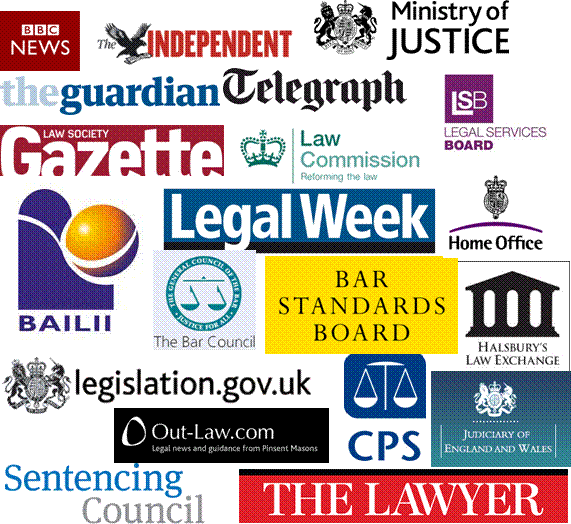 BBC
NEWS
The INDEPENDENT
Ministry of
JUSTICE
theguardian
Telegraph
LSB
LEGAL SERVICES
BOARD
LAW SOCIETY
Gazette
Law
Commission
Reforming the law
BAILII
Legal Week
Home Office
THE GENERAL COUNCIL OF THE BAR
JUSTICE FOR ALL
The Bar Council
BAR
STANDARDS
BOARD
HALSBURY'S
LAW EXCHANGE
legislation.gov.uk
CPS
JUDICIARY OF
ENGLAND AND WALES
Out-Law.com
Legal news and guidance from Pinsent Masons
Sentencing
Council
THE LAWYER